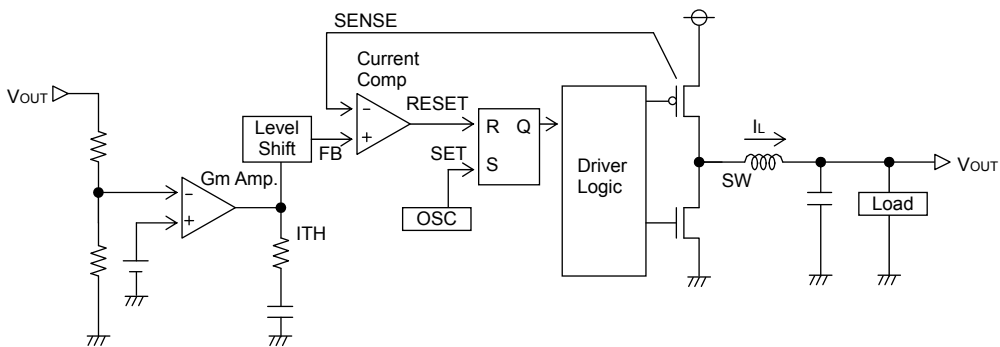 SENSE
Current
Comp
VOUT
RESET
Level
Shift
R Q
IL
FB
SET
S
Driver
Logic
SW
VOUT
Gm Amp.
-
+
-
+
OSC
Load
ITH